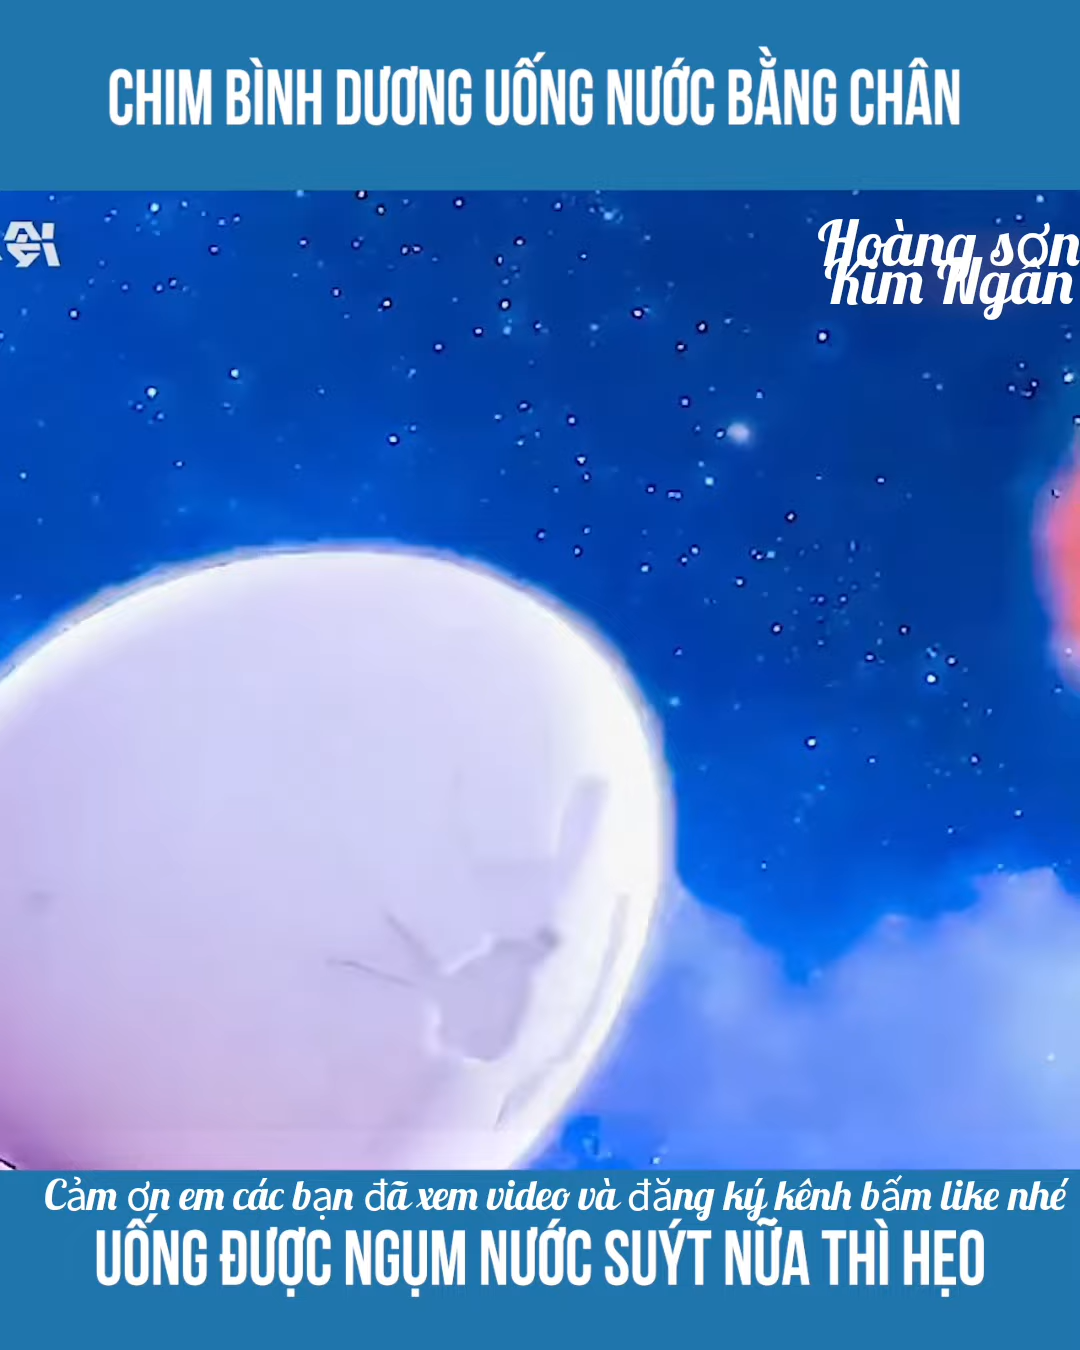 CHIM BÌNH DƯƠNG UỐNG NƯỚC BẰNG CHÂN
Hoàng sơn
Kim Ngân
Cảm ơn em các bạn đã xem video và đăng ký kênh bấm like nhé
UỐNG ĐƯỢC NGỤM NƯỚC SUÝT NỮA THÌ HẸO